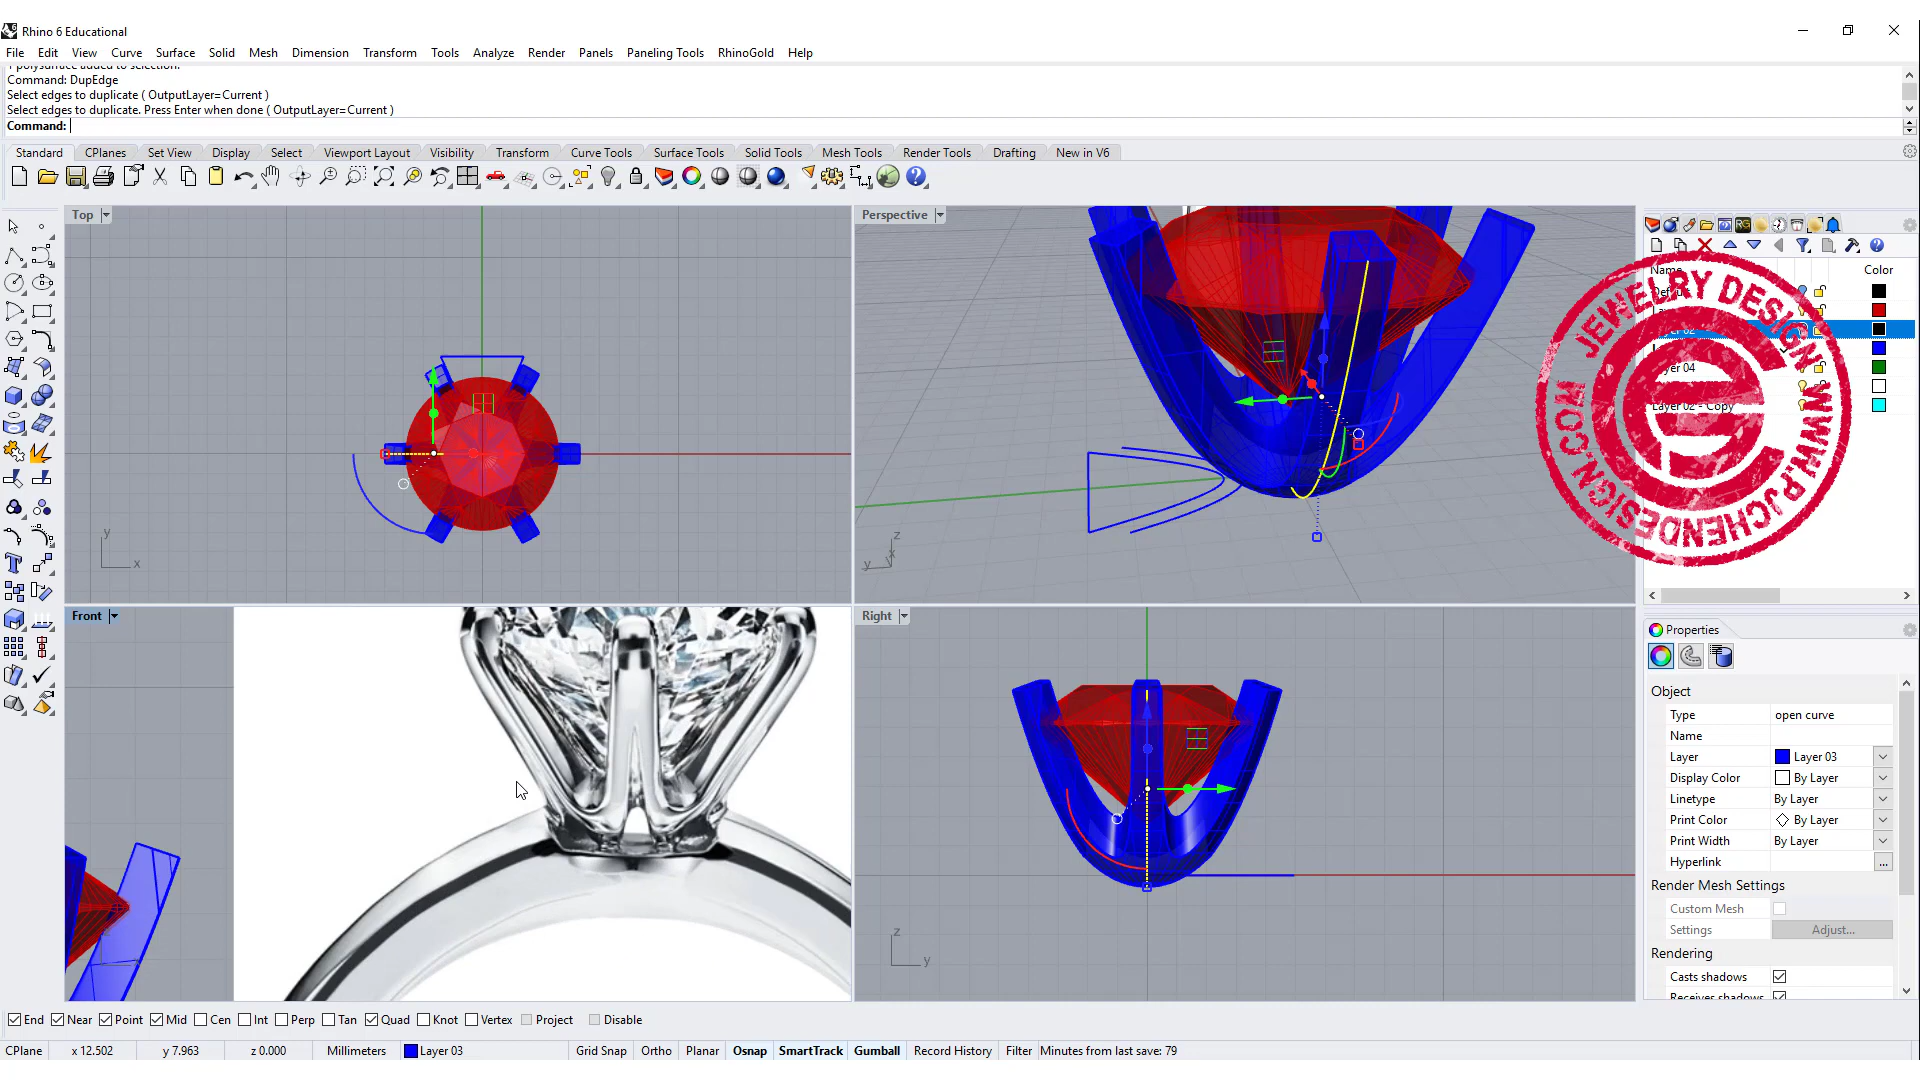 Rhino 6 Educational
File Edit View Curve Surface Solid Mesh Dimension Transform Tools Analyze Render Panels Paneling Tools RhinoGold Help
1 polysurface added to selection.
Command: DupEdge
Select edges to duplicate ( OutputLayer=Current )
Select edges to duplicate. Press Enter when done ( OutputLayer=Current )
Command:
Standard CPlanes Set View Display Select Viewport Layout Visibility Transform Curve Tools Surface Tools Solid Tools Mesh Tools Render Tools Drafting New in V6
Top
Perspective
Name Color
Layer 04
Layer 02 - Copy
JEWELRY DESIGN WWW.PJCHENDESIGN.COM
y
x
z
x
y
Front
Right
z
y
Properties
Object
Type open curve
Name
Layer Layer 03
Display Color By Layer
Linetype By Layer
Print Color By Layer
Print Width By Layer
Hyperlink ...
Render Mesh Settings
Custom Mesh
Settings Adjust...
Rendering
Casts shadows
Receives shadows
End Near Point Mid Cen Int Perp Tan Quad Knot Vertex Project Disable
CPlane x 12.502 y 7.963 z 0.000 Millimeters Layer 03 Grid Snap Ortho Planar Osnap SmartTrack Gumball Record History Filter Minutes from last save: 79